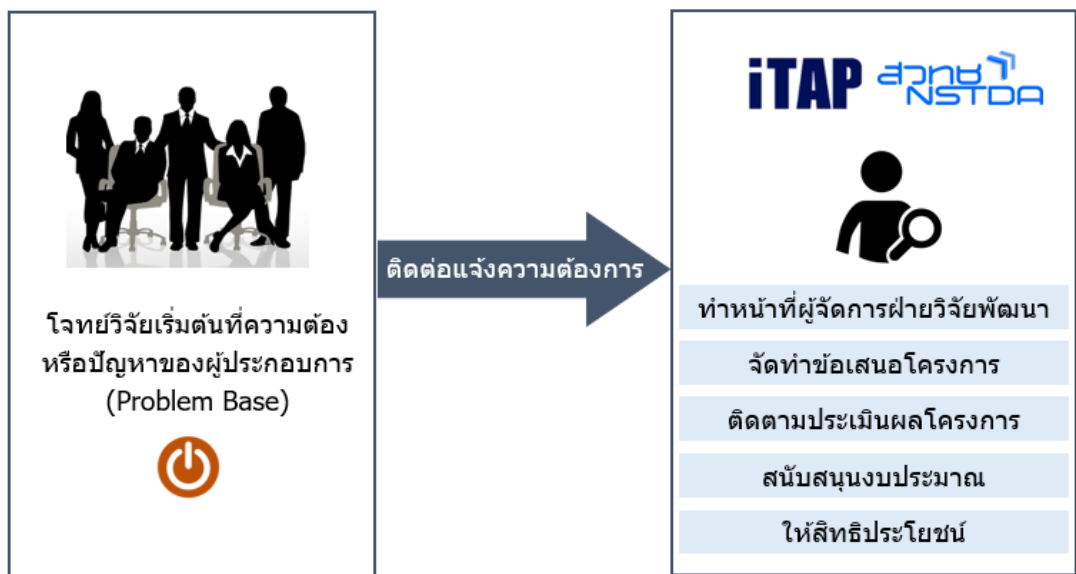 โจทย์วิจัยเริ่มต้นที่ความต้อง
หรือปัญหาของผู้ประกอบการ
(Problem Base)
ติดต่อแจ้งความต้องการ
iTAP สวทช
NSTDA
ทำหน้าที่ผู้จัดการฝ่ายวิจัยพัฒนา
จัดทำข้อเสนอโครงการ
ติดตามประเมินผลโครงการ
สนับสนุนงบประมาณ
ให้สิทธิประโยชน์